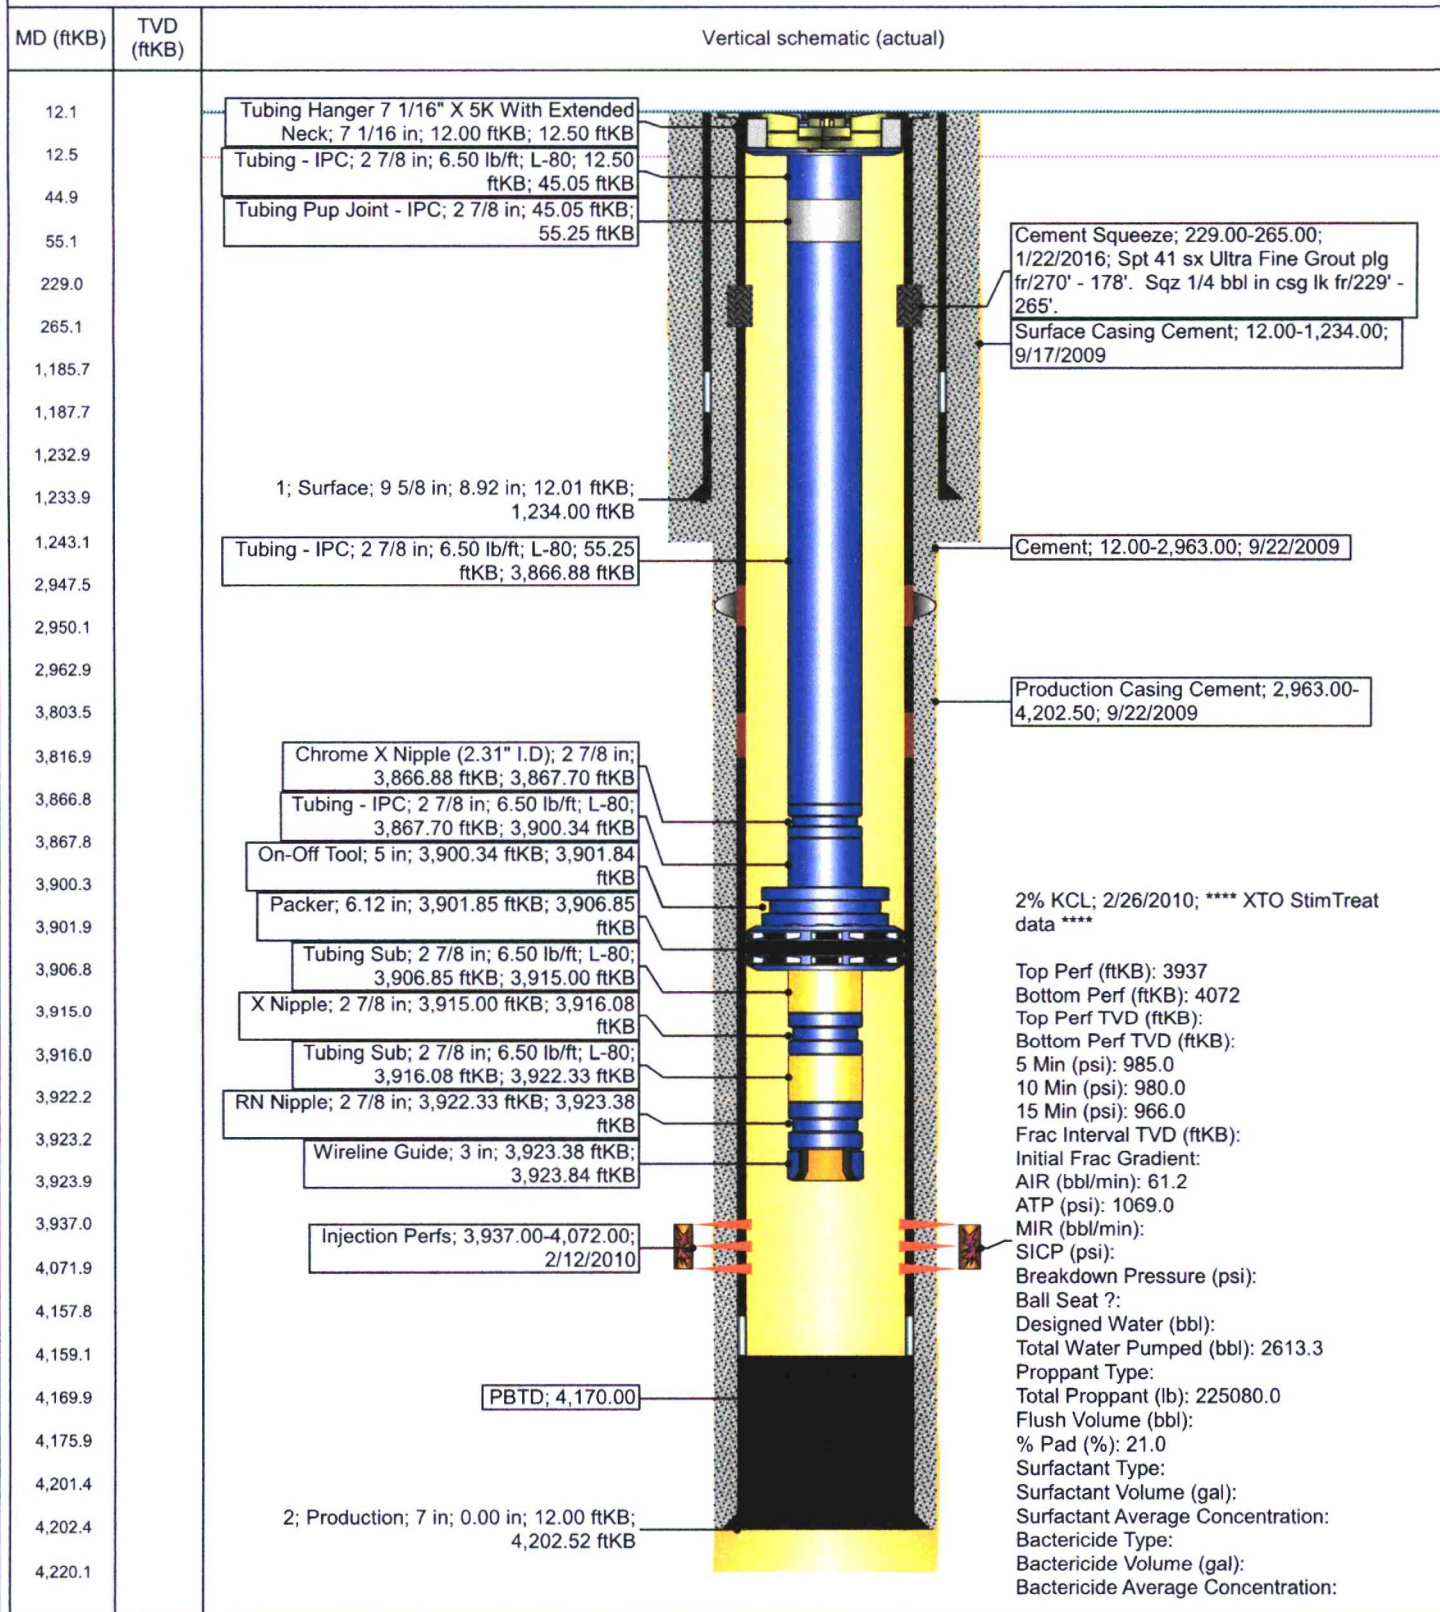 MD (ftKB)
TVD
(ftKB)
Vertical schematic (actual)
12.1
12.5
44.9
55.1
229.0
265.1
1,185.7
1,187.7
1,232.9
1,233.9
1,243.1
2,947.5
2,950.1
2,962.9
3,803.5
3,816.9
3,866.8
3,867.8
3,900.3
3,901.9
3,906.8
3,915.0
3,916.0
3,922.2
3,923.2
3,923.9
3,937.0
4,071.9
4,157.8
4,159.1
4,169.9
4,175.9
4,201.4
4,202.4
4,220.1
Tubing Hanger 7 1/16" X 5K With Extended
Neck; 7 1/16 in; 12.00 ftKB; 12.50 ftKB
Tubing - IPC; 2 7/8 in; 6.50 lb/ft; L-80; 12.50
ftKB; 45.05 ftKB
Tubing Pup Joint - IPC; 2 7/8 in; 45.05 ftKB;
55.25 ftKB
1; Surface; 9 5/8 in; 8.92 in; 12.01 ftKB;
1,234.00 ftKB
Tubing - IPC; 2 7/8 in; 6.50 lb/ft; L-80; 55.25
ftKB; 3,866.88 ftKB
Chrome X Nipple (2.31" I.D); 2 7/8 in;
3,866.88 ftKB; 3,867.70 ftKB
Tubing - IPC; 2 7/8 in; 6.50 lb/ft; L-80;
3,867.70 ftKB; 3,900.34 ftKB
On-Off Tool; 5 in; 3,900.34 ftKB; 3,901.84
ftKB
Packer; 6.12 in; 3,901.85 ftKB; 3,906.85
ftKB
Tubing Sub; 2 7/8 in; 6.50 lb/ft; L-80;
3,906.85 ftKB; 3,915.00 ftKB
X Nipple; 2 7/8 in; 3,915.00 ftKB; 3,916.08
ftKB
Tubing Sub; 2 7/8 in; 6.50 lb/ft; L-80;
3,916.08 ftKB; 3,922.33 ftKB
RN Nipple; 2 7/8 in; 3,922.33 ftKB; 3,923.38
ftKB
Wireline Guide; 3 in; 3,923.38 ftKB;
3,923.84 ftKB
Injection Perfs; 3,937.00-4,072.00;
2/12/2010
PBTD; 4,170.00
2; Production; 7 in; 0.00 in; 12.00 ftKB;
4,202.52 ftKB
Cement Squeeze; 229.00-265.00;
1/22/2016; Spt 41 sx Ultra Fine Grout plg
fr/270' - 178'. Sqz 1/4 bbl in csg lk fr/229' -
265'.
Surface Casing Cement; 12.00-1,234.00;
9/17/2009
Cement; 12.00-2,963.00; 9/22/2009
Production Casing Cement; 2,963.00-
4,202.50; 9/22/2009
2% KCL; 2/26/2010; **** XTO StimTreat
data ****
Top Perf (ftKB): 3937
Bottom Perf (ftKB): 4072
Top Perf TVD (ftKB):
Bottom Perf TVD (ftKB):
5 Min (psi): 985.0
10 Min (psi): 980.0
15 Min (psi): 966.0
Frac Interval TVD (ftKB):
Initial Frac Gradient:
AIR (bbl/min): 61.2
ATP (psi): 1069.0
MIR (bbl/min):
SICP (psi):
Breakdown Pressure (psi):
Ball Seat ?:
Designed Water (bbl):
Total Water Pumped (bbl): 2613.3
Proppant Type:
Total Proppant (lb): 225080.0
Flush Volume (bbl):
% Pad (%): 21.0
Surfactant Type:
Surfactant Volume (gal):
Surfactant Average Concentration:
Bactericide Type:
Bactericide Volume (gal):
Bactericide Average Concentration: